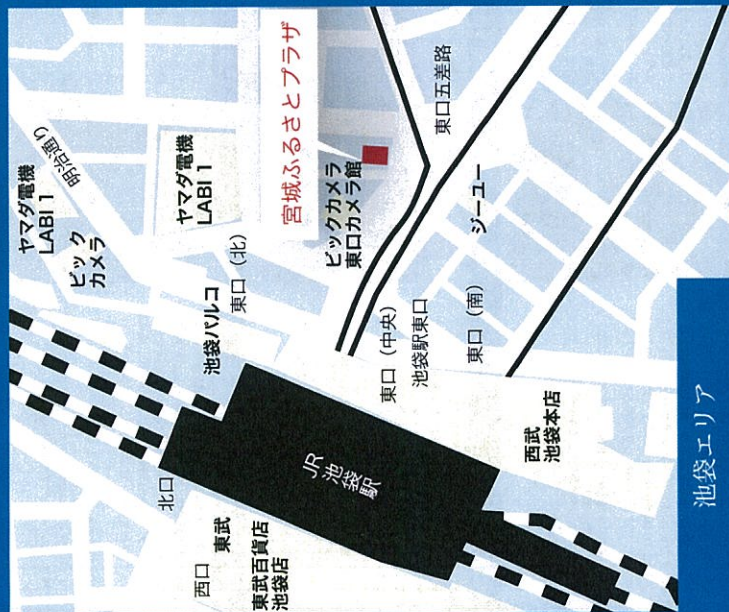 ヤマダ電機
LABI 1
明治通り
ビック
カメラ
ヤマダ電機
LABI 1
宮城ふるさとプラザ
池袋パルコ
東口（北）
ビックカメラ
東口カメラ館
東口五差路
北口
JR
池袋駅
東口（中央）
池袋駅東口
ジーユー
東口（南）
西口
東武
東武百貨店
池袋店
西武
池袋本店
池袋エリア